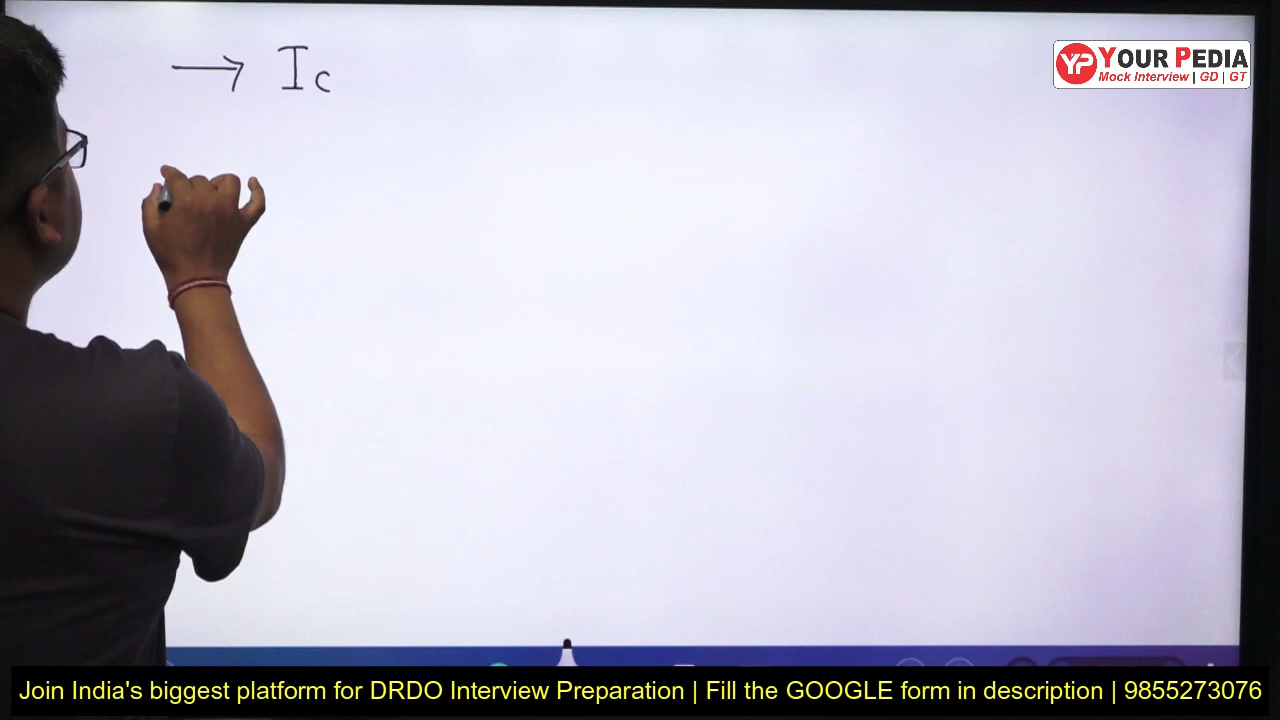 → Ic
YP YOUR PEDIA
Mock Interview | GD | GT
Join India's biggest platform for DRDO Interview Preparation | Fill the GOOGLE form in description | 9855273076